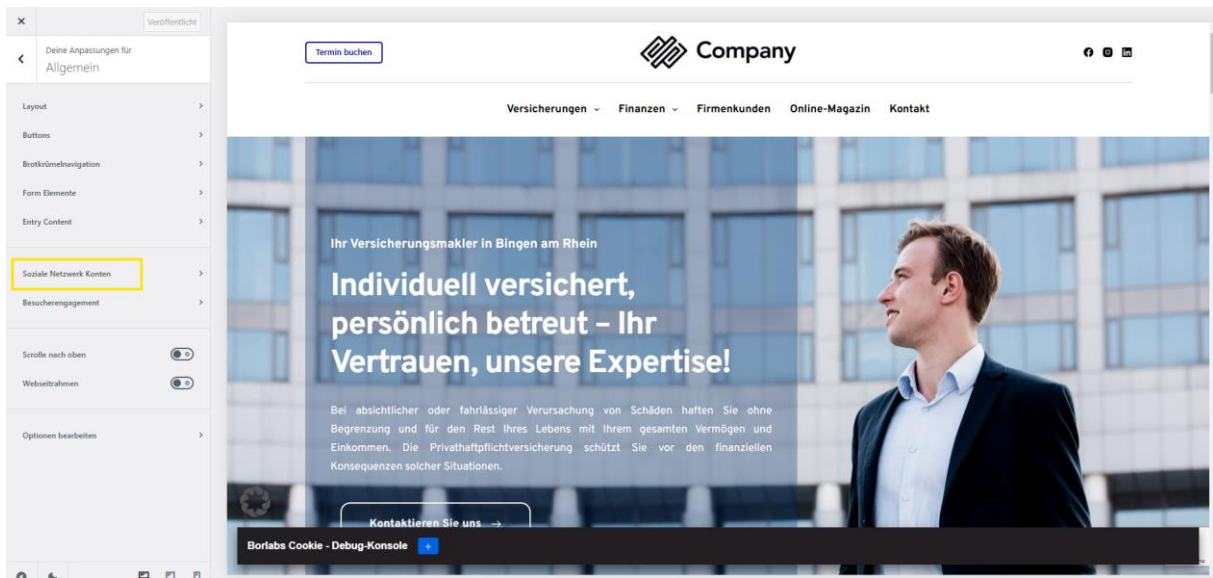 Veröffentlicht
Deine Anpassungen für
Allgemein
Layout
Buttons
Brotkrümelnavigation
Form Elemente
Entry Content
Soziale Netzwerk Konten
Besucherengagement
Scrolle nach oben
Webseitrahmen
Optionen bearbeiten
Termin buchen
Company
Versicherungen
Finanzen
Firmenkunden
Online-Magazin
Kontakt
Ihr Versicherungsmakler in Bingen am Rhein
Individuell versichert,
persönlich betreut – Ihr
Vertrauen, unsere Expertise!
Bei absichtlicher oder fahrlässiger Verursachung von Schäden haften Sie ohne
Begrenzung und für den Rest Ihres Lebens mit Ihrem gesamten Vermögen und
Einkommen. Die Privathaftpflichtversicherung schützt Sie vor den finanziellen
Konsequenzen solcher Situationen.
Kontaktieren Sie uns →
Borlabs Cookie - Debug-Konsole +